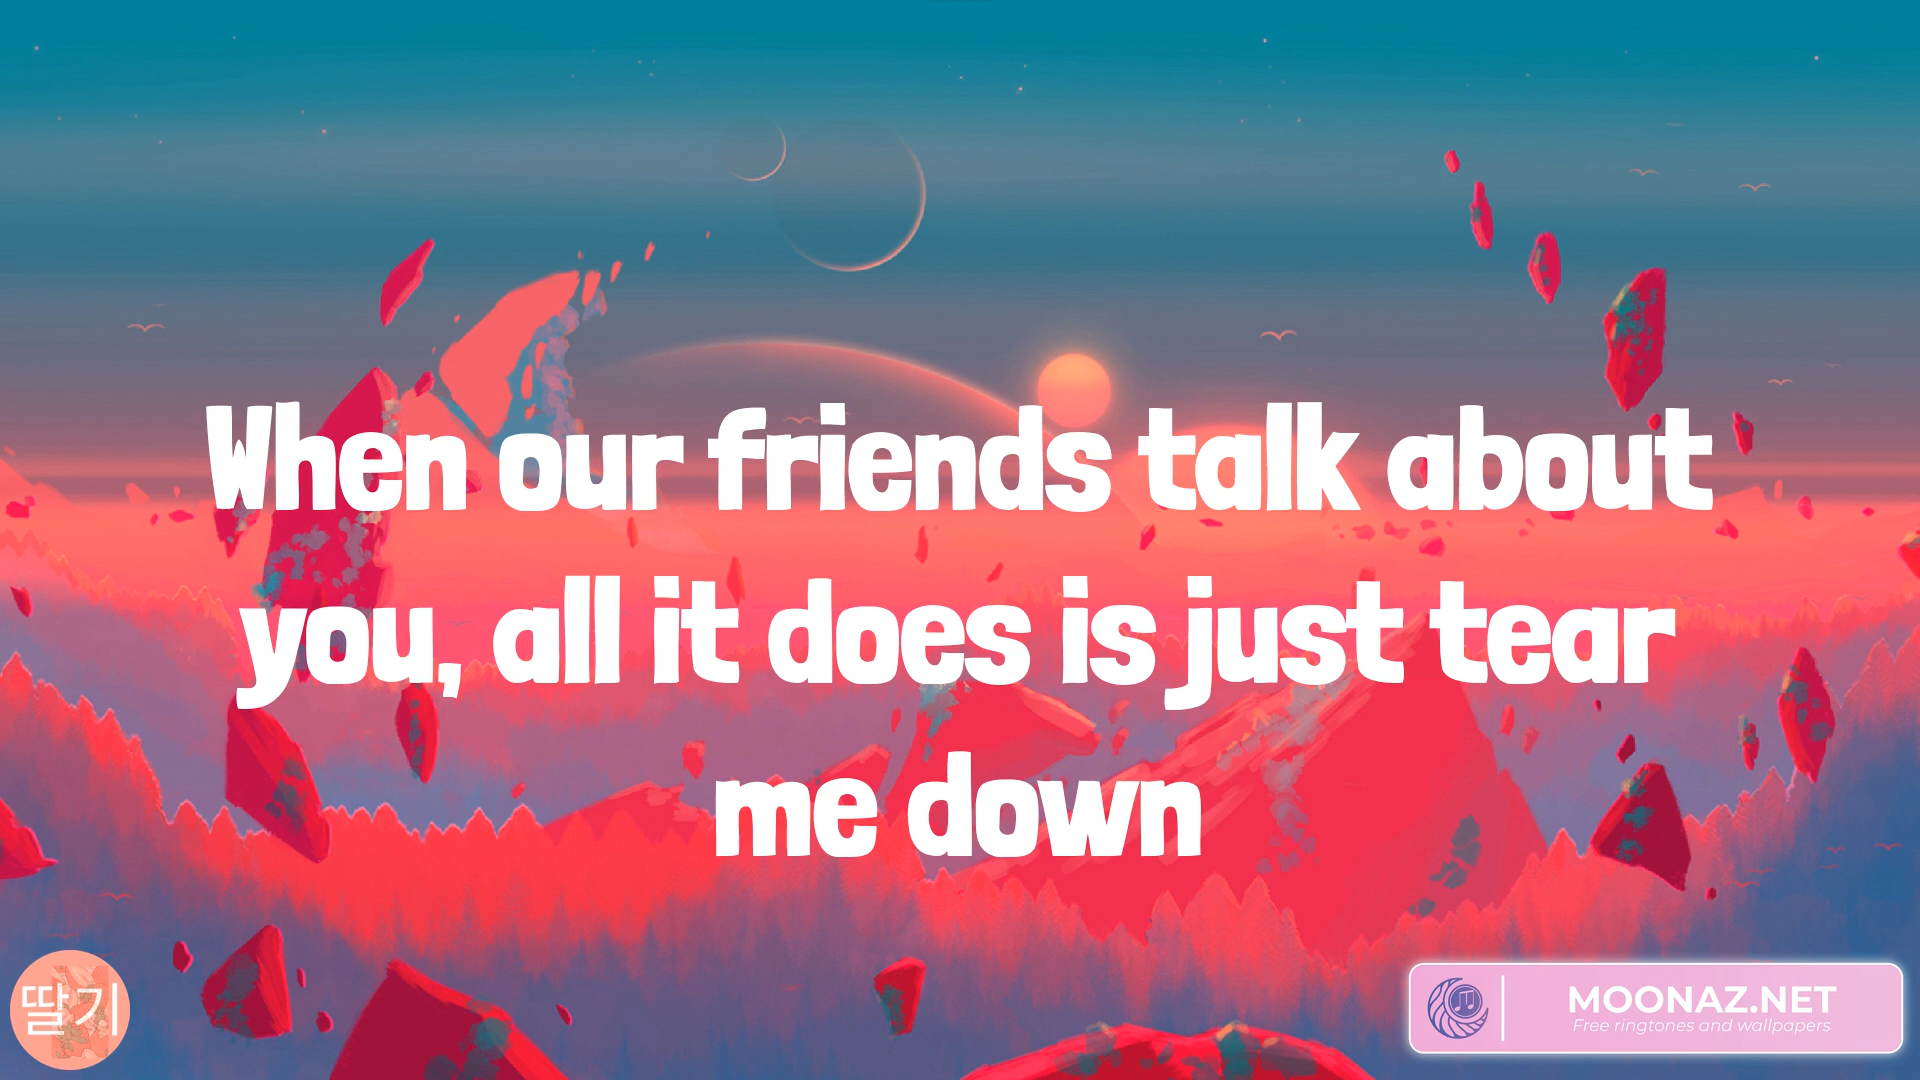 When our friends talk about
you, all it does is just tear
me down
딸기
MOONAZ.NET
Free ringtones and wallpapers